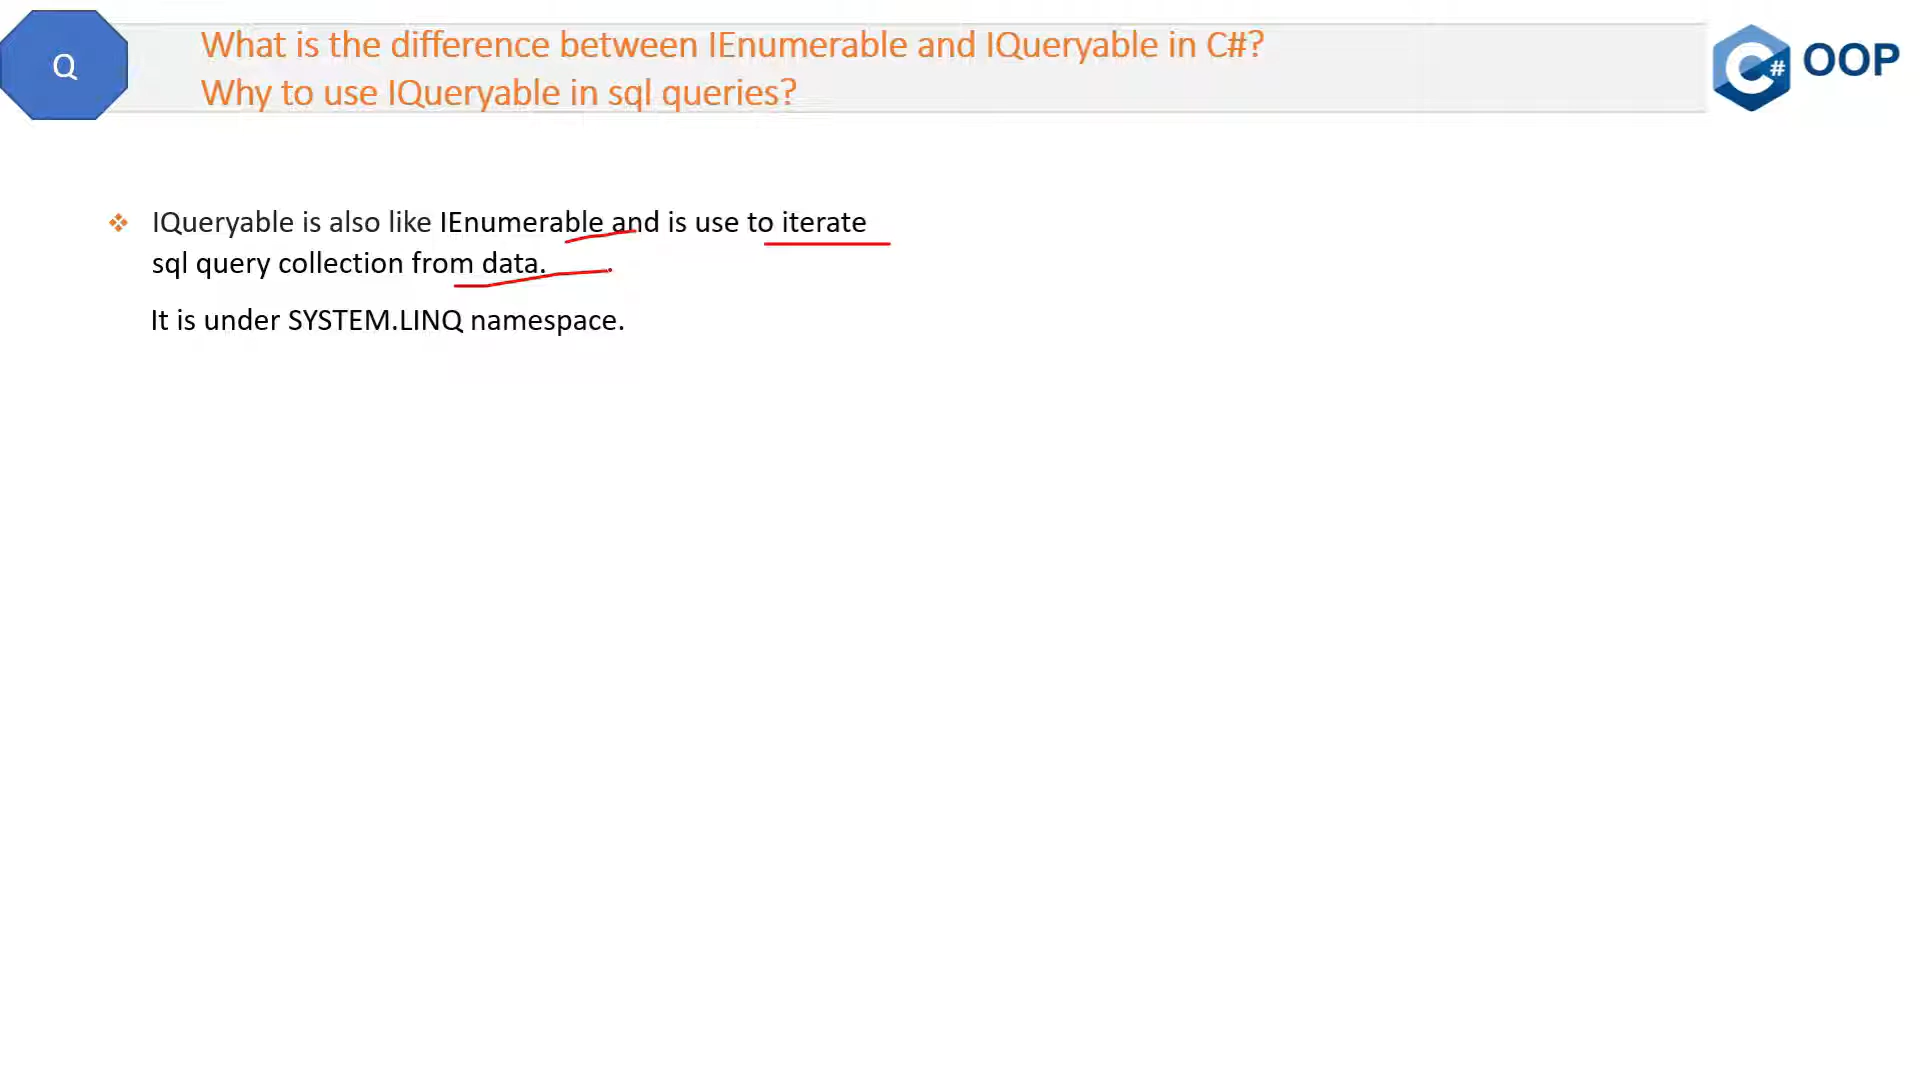 Q
What is the difference between IEnumerable and IQueryable in C#?
Why to use IQueryable in sql queries?
C# OOP
IQueryable is also like IEnumerable and is use to iterate
sql query collection from data.
It is under SYSTEM.LINQ namespace.